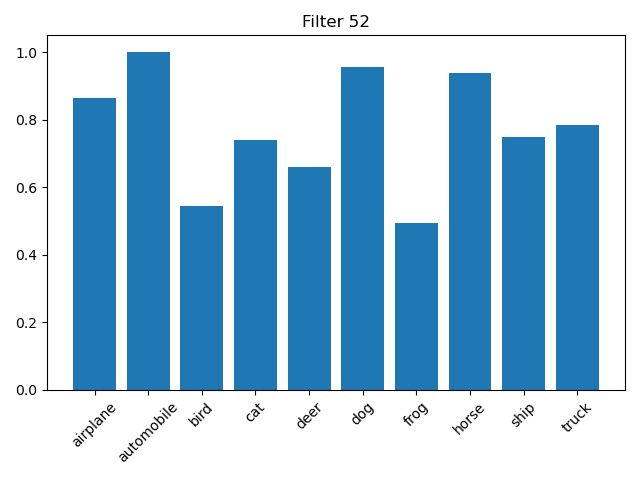 Filter 52
1.0
0.8
0.6
0.4
0.2
0.0
airplane
automobile
bird
cat
deer
dog
frog
horse
ship
truck